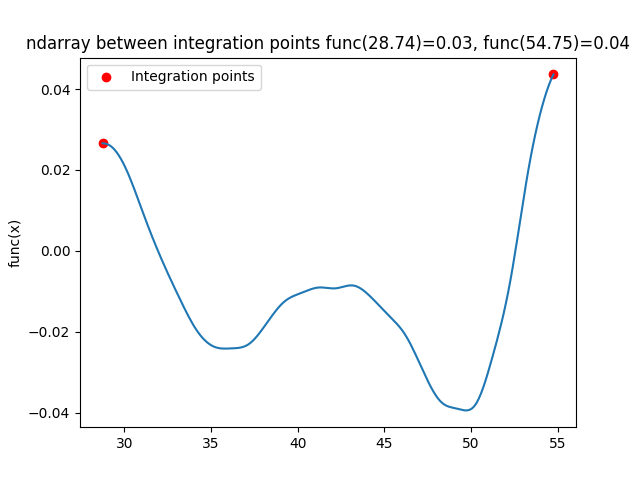 ndarray between integration points func(28.74)=0.03, func(54.75)=0.04
Integration points
func(x)
0.04
0.02
0.00
−0.02
−0.04
30 35 40 45 50 55